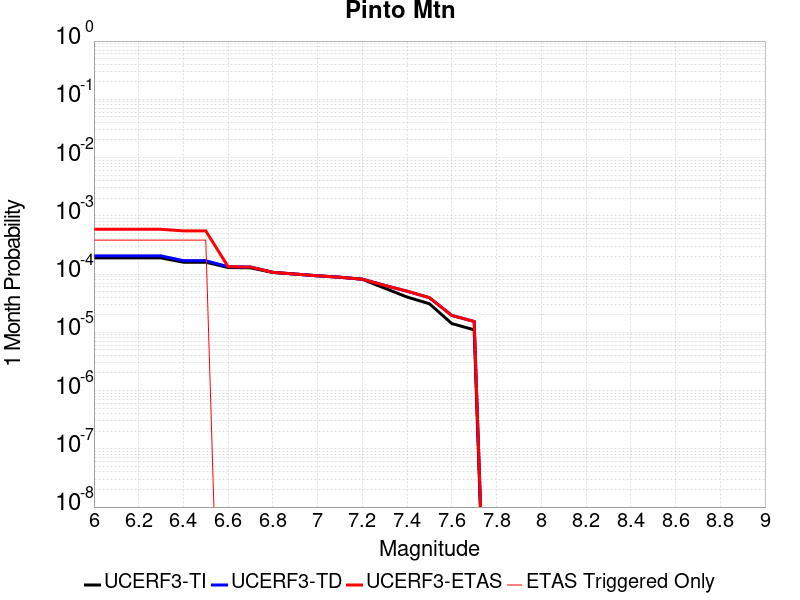 Pinto Mtn
1 Month Probability
10^0
10^-1
10^-2
10^-3
10^-4
10^-5
10^-6
10^-7
10^-8
6 6.2 6.4 6.6 6.8 7 7.2 7.4 7.6 7.8 8 8.2 8.4 8.6 8.8 9
Magnitude
UCERF3-TI UCERF3-TD UCERF3-ETAS ETAS Triggered Only